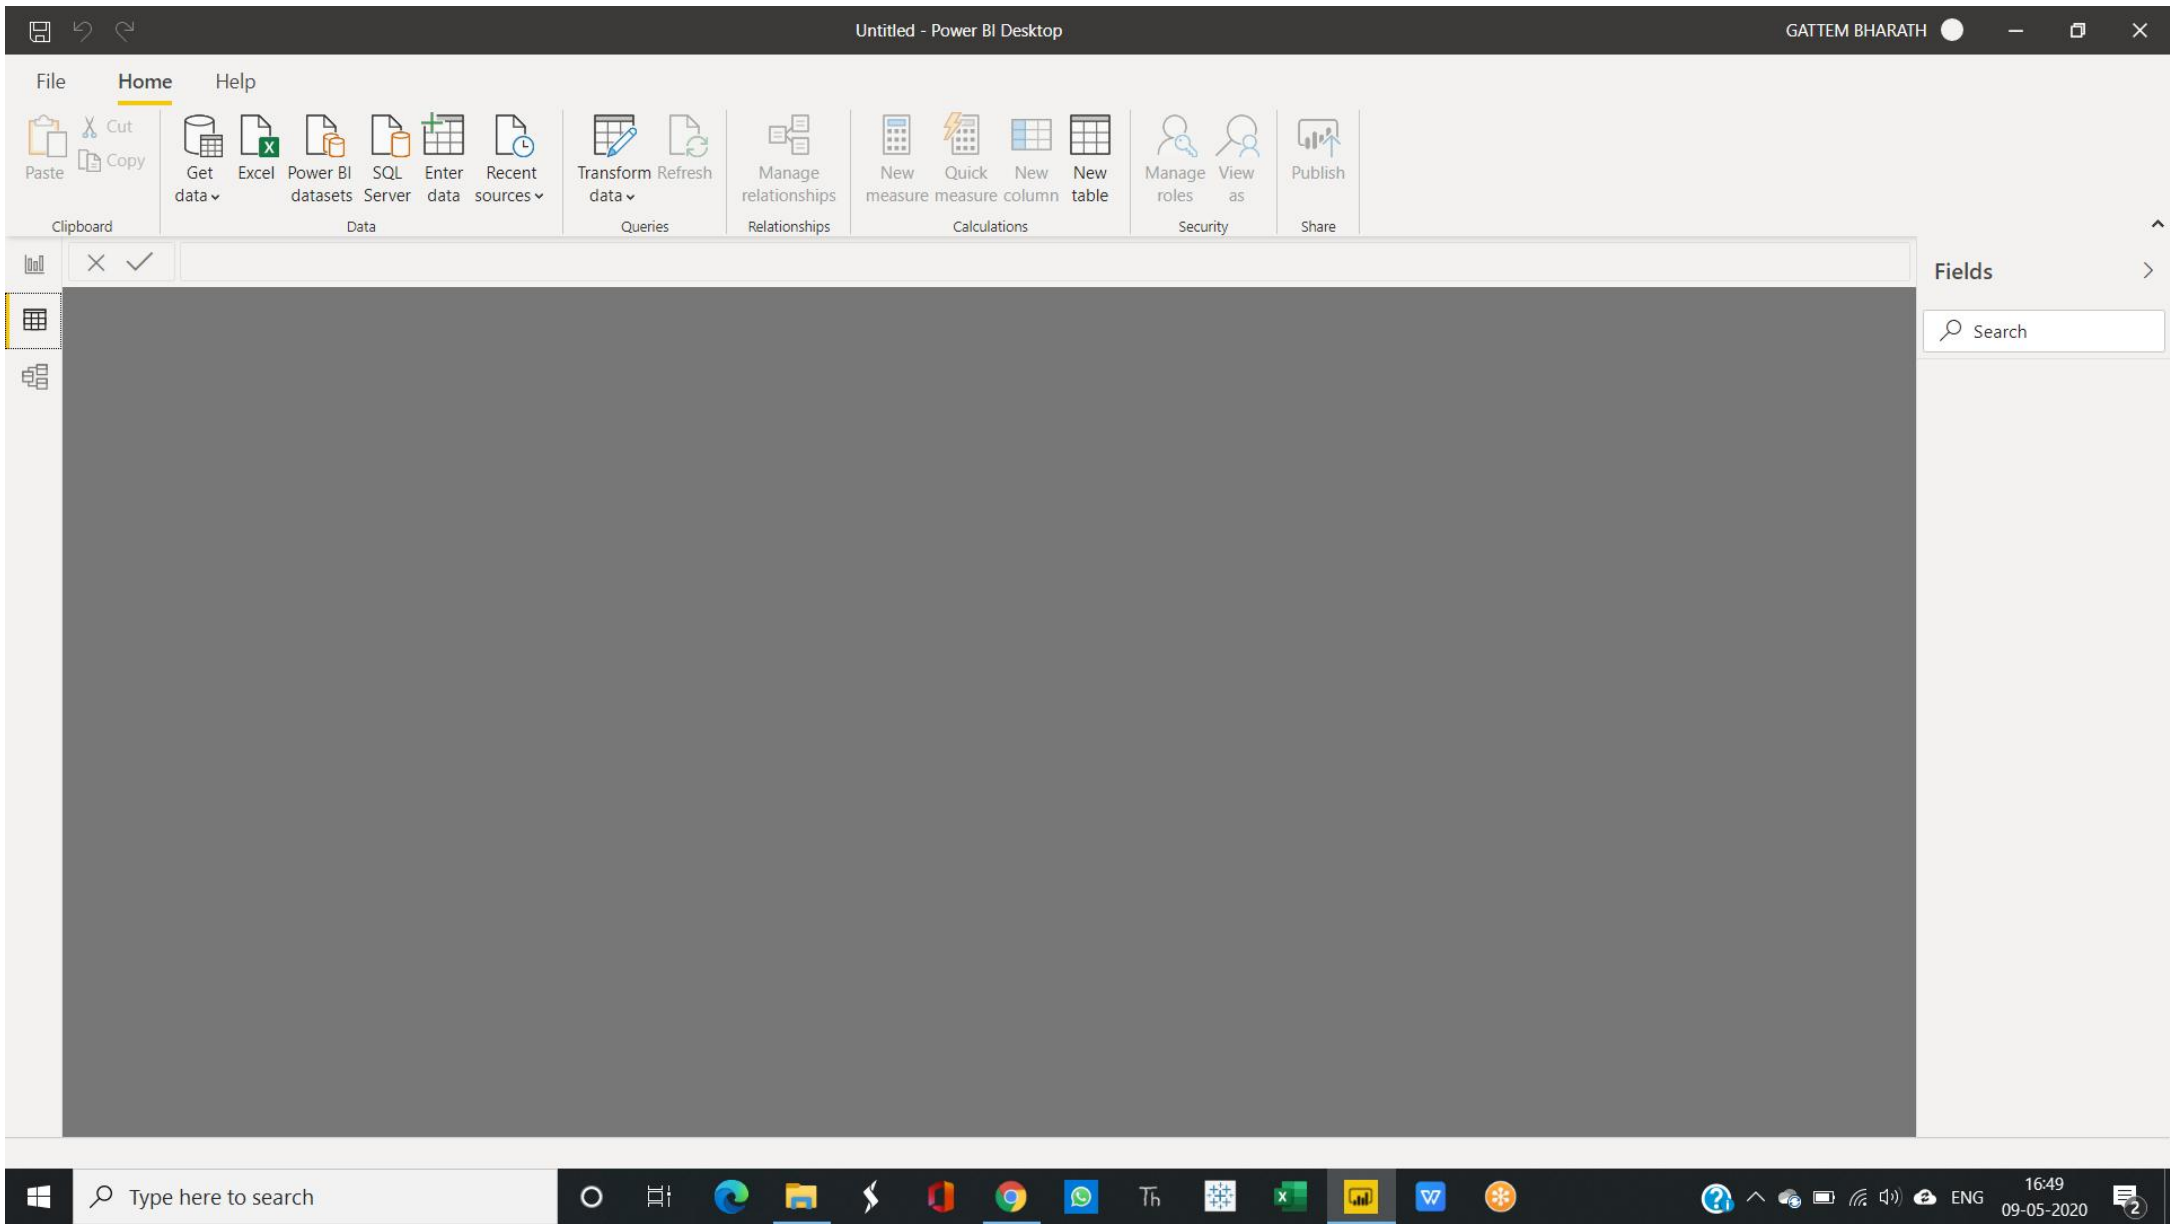 Untitled - Power BI Desktop
GATTEM BHARATH
File Home Help
Paste
Cut
Copy
Clipboard
Get data
Excel
Power BI datasets
SQL Server
Enter data
Recent sources
Data
Transform data
Refresh
Queries
Manage relationships
Relationships
New measure
Quick measure
New column
New table
Calculations
Manage roles
View as
Security
Publish
Share
Fields
Search
Type here to search
Th
W
ENG
16:49
09-05-2020
2